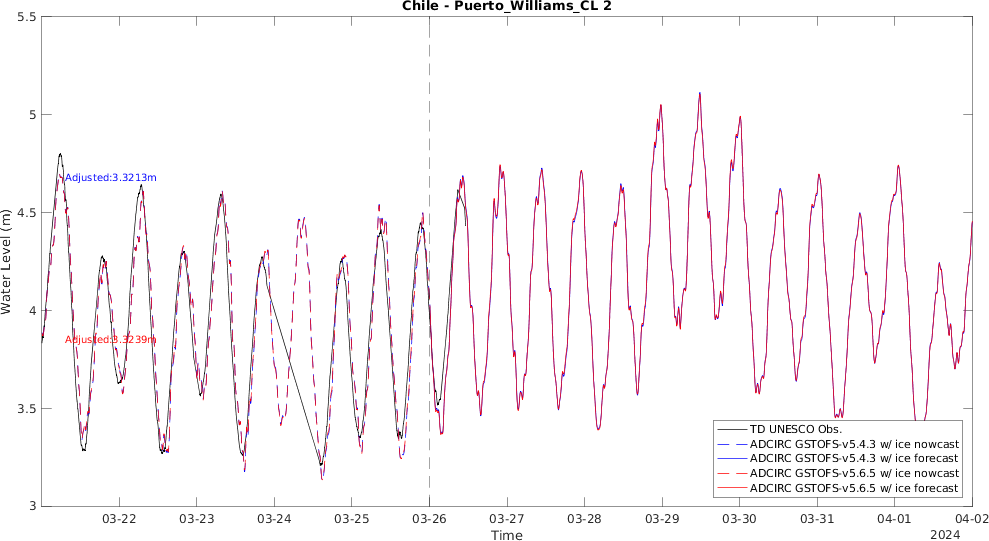 Chile - Puerto_Williams_CL 2
5.5
5
4.5
4
3.5
3
Water Level (m)
Adjusted:3.3213m
Adjusted:3.3239m
TD UNESCO Obs.
ADCIRC GSTOFS-v5.4.3 w/ ice nowcast
ADCIRC GSTOFS-v5.4.3 w/ ice forecast
ADCIRC GSTOFS-v5.6.5 w/ ice nowcast
ADCIRC GSTOFS-v5.6.5 w/ ice forecast
03-22 03-23 03-24 03-25 03-26 03-27 03-28 03-29 03-30 03-31 04-01 04-02
Time
2024